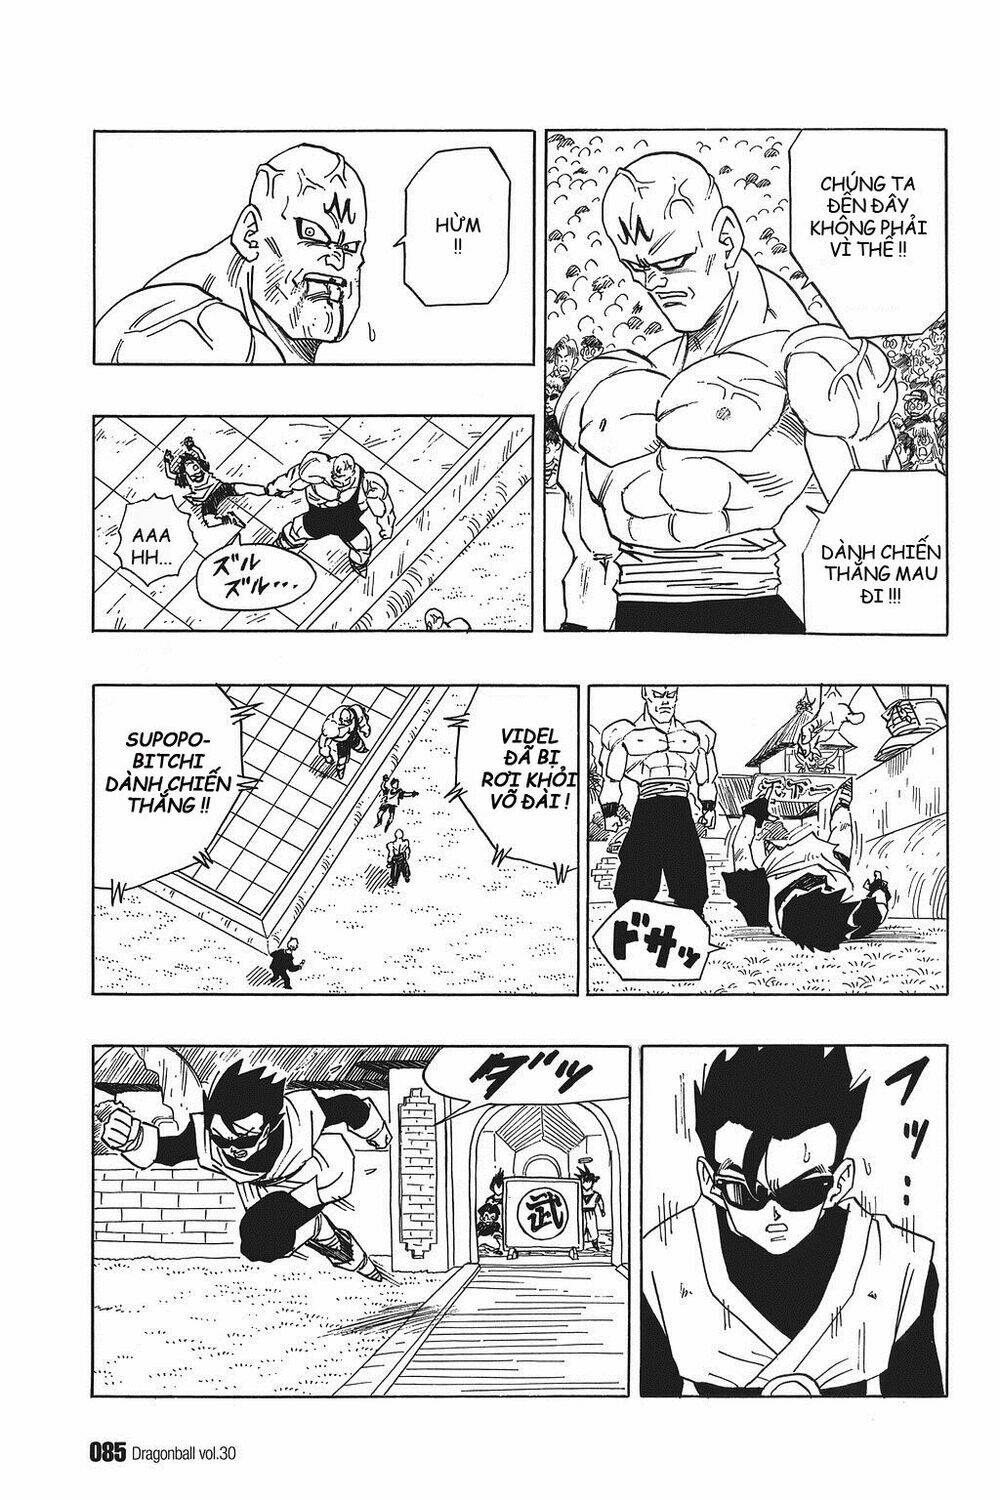 CHÚNG TA
ĐẾN ĐÂY
KHÔNG PHẢI
VÌ THẾ !!
DÀNH CHIẾN
THẮNG MAU
ĐI !!!
HỪM
!!
AAA
HH...
ズル
ズル・・・
ドサッ
VIDEL
ĐÃ BỊ
RƠI KHỎI
VÕ ĐÀI !
SUPOPO-
BITCHI
DÀNH CHIẾN
THẮNG !!
ダッ
武
085 Dragonball vol.30